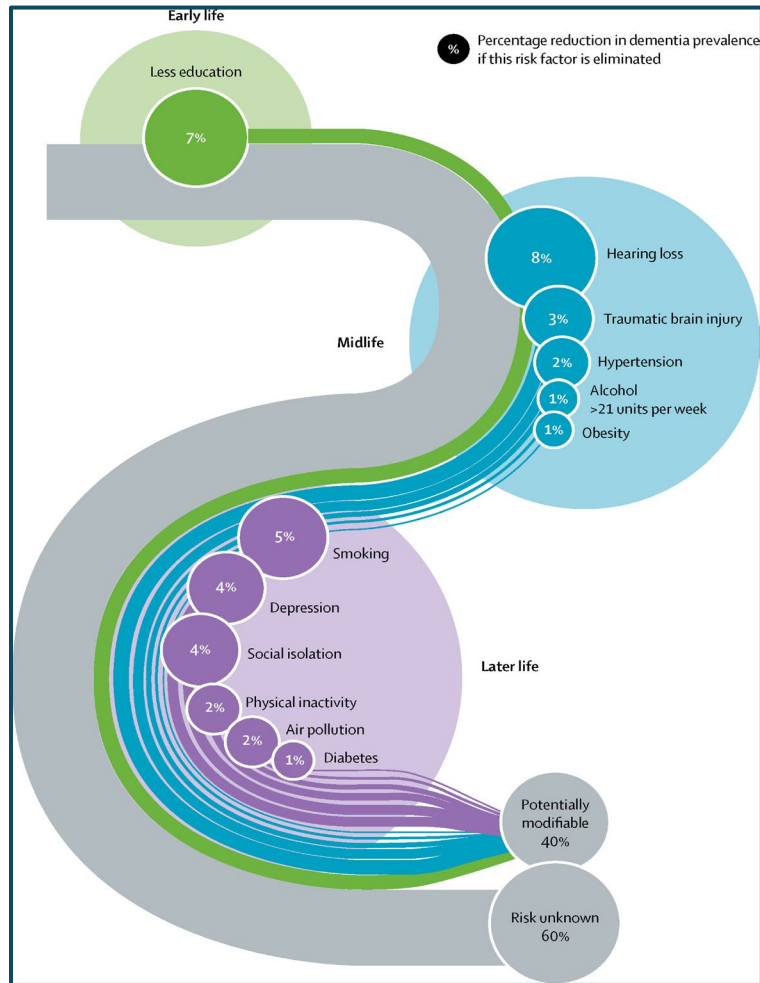 Early life
%
Percentage reduction in dementia prevalence
if this risk factor is eliminated
Less education
7%
8%
Hearing loss
3%
Traumatic brain injury
Midlife
2%
Hypertension
1%
Alcohol
>21 units per week
1%
Obesity
5%
Smoking
4%
Depression
4%
Social isolation
Later life
2%
Physical inactivity
2%
Air pollution
1%
Diabetes
Potentially
modifiable
40%
Risk unknown
60%